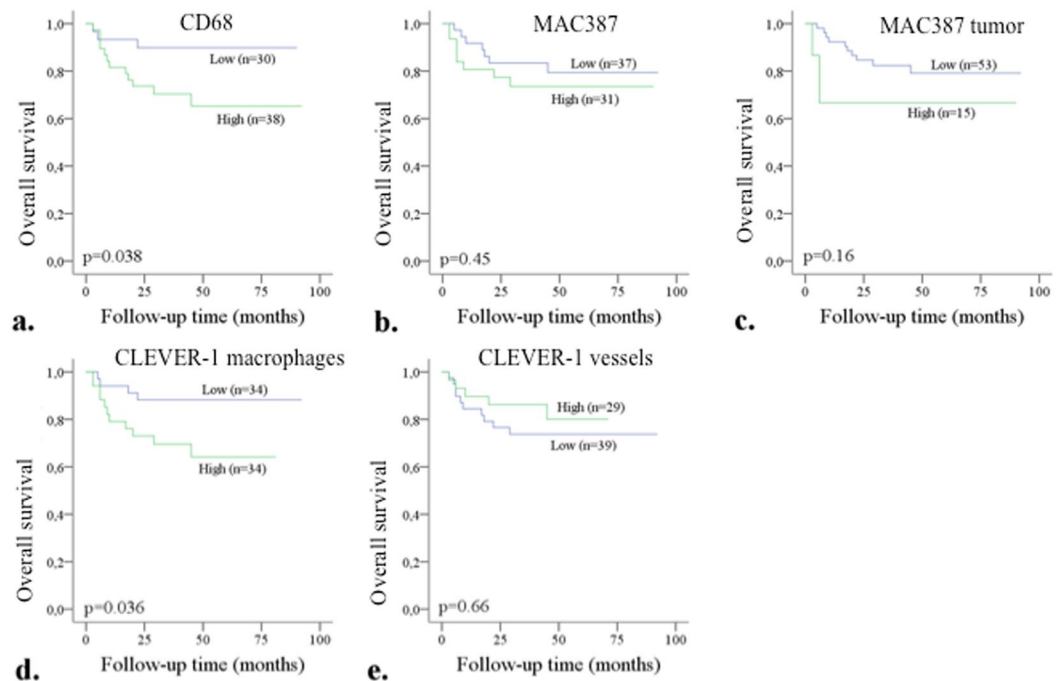 CD68
1,0
0,8
0,6
0,4
0,2
0,0
Overall survival
Low (n=30)
High (n=38)
p=0.038
0 25 50 75 100
Follow-up time (months)
a.
MAC387
1,0
0,8
0,6
0,4
0,2
0,0
Overall survival
Low (n=37)
High (n=31)
p=0.45
0 25 50 75 100
Follow-up time (months)
b.
MAC387 tumor
1,0
0,8
0,6
0,4
0,2
0,0
Overall survival
Low (n=53)
High (n=15)
p=0.16
0 25 50 75 100
Follow-up time (months)
c.
CLEVER-1 macrophages
1,0
0,8
0,6
0,4
0,2
0,0
Overall survival
Low (n=34)
High (n=34)
p=0.036
0 25 50 75 100
Follow-up time (months)
d.
CLEVER-1 vessels
1,0
0,8
0,6
0,4
0,2
0,0
Overall survival
High (n=29)
Low (n=39)
p=0.66
0 25 50 75 100
Follow-up time (months)
e.